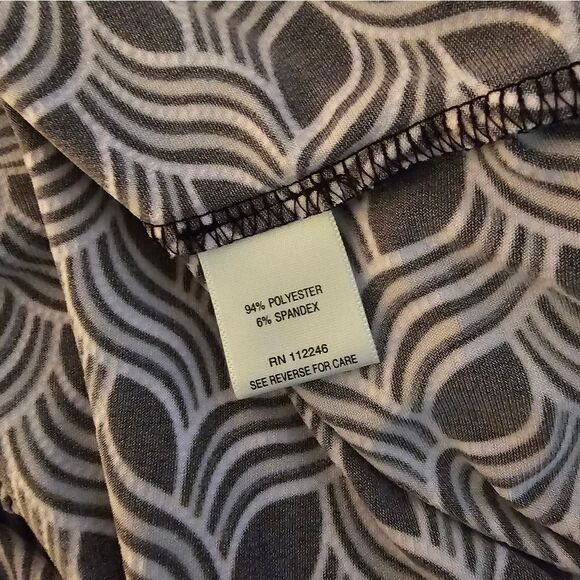 94% POLYESTER
6% SPANDEX
RN 112246
SEE REVERSE FOR CARE